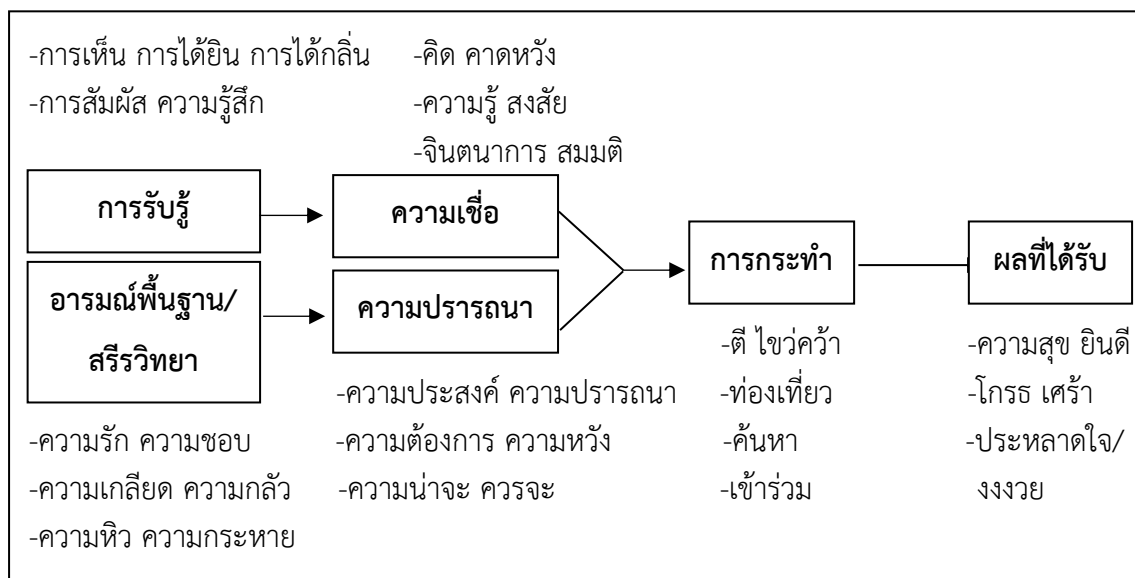 -การเห็น การได้ยิน การได้กลิ่น
-การสัมผัส ความรู้สึก
-คิด คาดหวัง
-ความรู้ สงสัย
-จินตนาการ สมมติ
การรับรู้
ความเชื่อ
อารมณ์พื้นฐาน/
สรีรวิทยา
ความปรารถนา
การกระทำ
ผลที่ได้รับ
-ความรัก ความชอบ
-ความเกลียด ความกลัว
-ความหิว ความกระหาย
-ความประสงค์ ความปรารถนา
-ความต้องการ ความหวัง
-ความน่าจะ ควรจะ
-ตี ไขว่คว้า
-ท่องเที่ยว
-ค้นหา
-เข้าร่วม
-ความสุข ยินดี
-โกรธ เศร้า
-ประหลาดใจ/
งงงวย